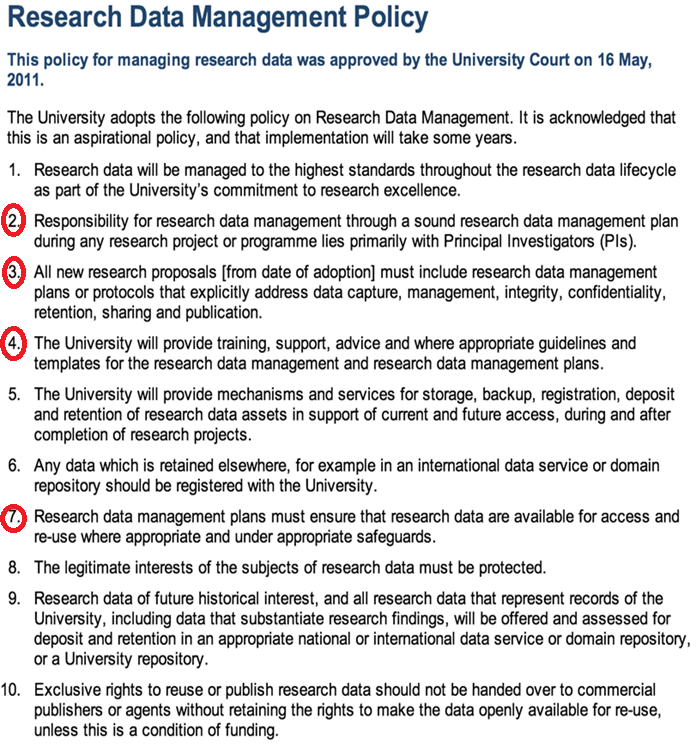 Research Data Management Policy
This policy for managing research data was approved by the University Court on 16 May,
2011.
The University adopts the following policy on Research Data Management. It is acknowledged that
this is an aspirational policy, and that implementation will take some years.
1. Research data will be managed to the highest standards throughout the research data lifecycle
as part of the University's commitment to research excellence.
2. Responsibility for research data management through a sound research data management plan
during any research project or programme lies primarily with Principal Investigators (PIs).
3. All new research proposals [from date of adoption] must include research data management
plans or protocols that explicitly address data capture, management, integrity, confidentiality,
retention, sharing and publication.
4. The University will provide training, support, advice and where appropriate guidelines and
templates for the research data management and research data management plans.
5. The University will provide mechanisms and services for storage, backup, registration, deposit
and retention of research data assets in support of current and future access, during and after
completion of research projects.
6. Any data which is retained elsewhere, for example in an international data service or domain
repository should be registered with the University.
7. Research data management plans must ensure that research data are available for access and
re-use where appropriate and under appropriate safeguards.
8. The legitimate interests of the subjects of research data must be protected.
9. Research data of future historical interest, and all research data that represent records of the
University, including data that substantiate research findings, will be offered and assessed for
deposit and retention in an appropriate national or international data service or domain repository,
or a University repository.
10. Exclusive rights to reuse or publish research data should not be handed over to commercial
publishers or agents without retaining the rights to make the data openly available for re-use,
unless this is a condition of funding.